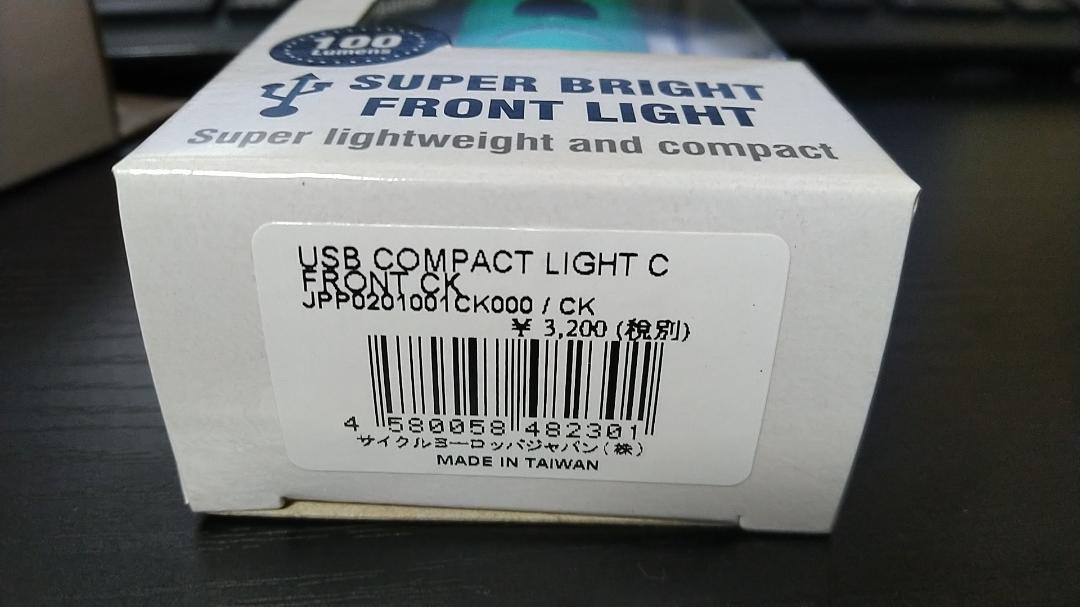 100
Lumens
SUPER BRIGHT
FRONT LIGHT
Super lightweight and compact
USB COMPACT LIGHT C
FRONT CK
JPP0201001CK000 / CK
¥ 3,200 (税別)
4 580058 482301
サイクルヨーロッパジャパン(株)
MADE IN TAIWAN